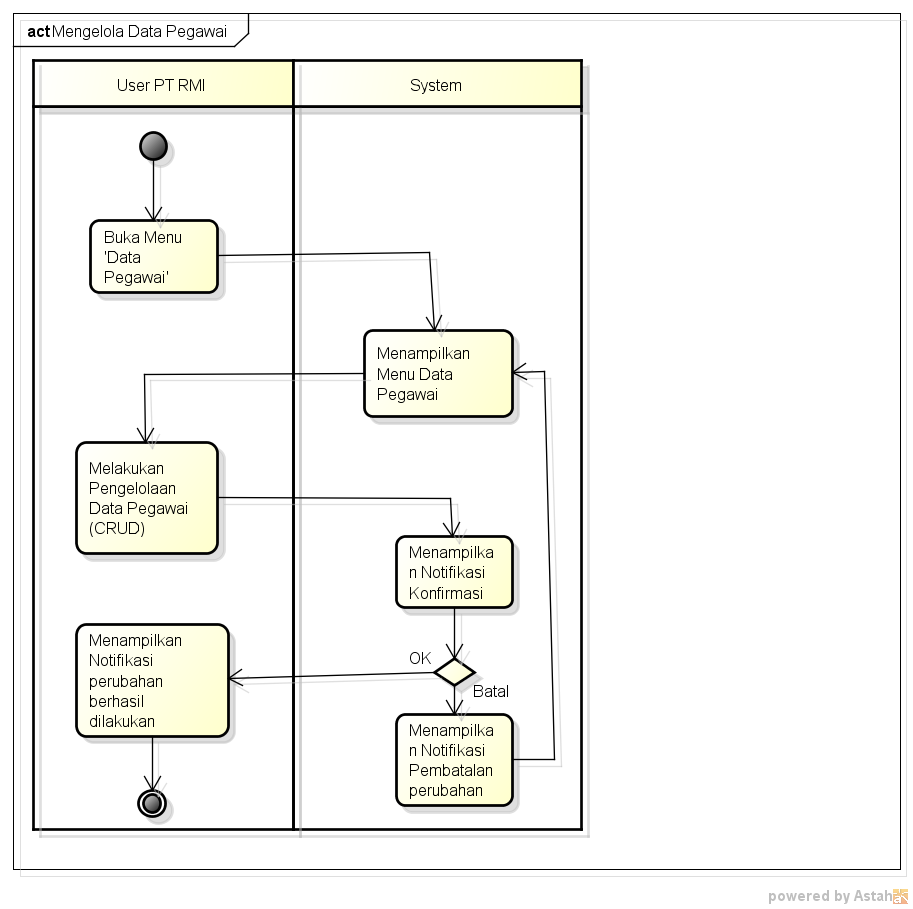 act Mengelola Data Pegawai
User PT RMI
System
Buka Menu
'Data
Pegawai'
Menampilkan
Menu Data
Pegawai
Melakukan
Pengelolaan
Data Pegawai
(CRUD)
Menampilka
n Notifikasi
Konfirmasi
OK
Batal
Menampilkan
Notifikasi
perubahan
berhasil
dilakukan
Menampilka
n Notifikasi
Pembatalan
perubahan
powered by Astah